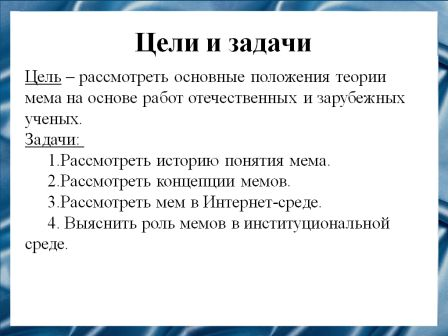 Цели и задачи
Цель – рассмотреть основные положения теории
мема на основе работ отечественных и зарубежных
ученых.
Задачи:
1.Рассмотреть историю понятия мема.
2.Рассмотреть концепции мемов.
3.Рассмотреть мем в Интернет-среде.
4. Выяснить роль мемов в институциональной
среде.